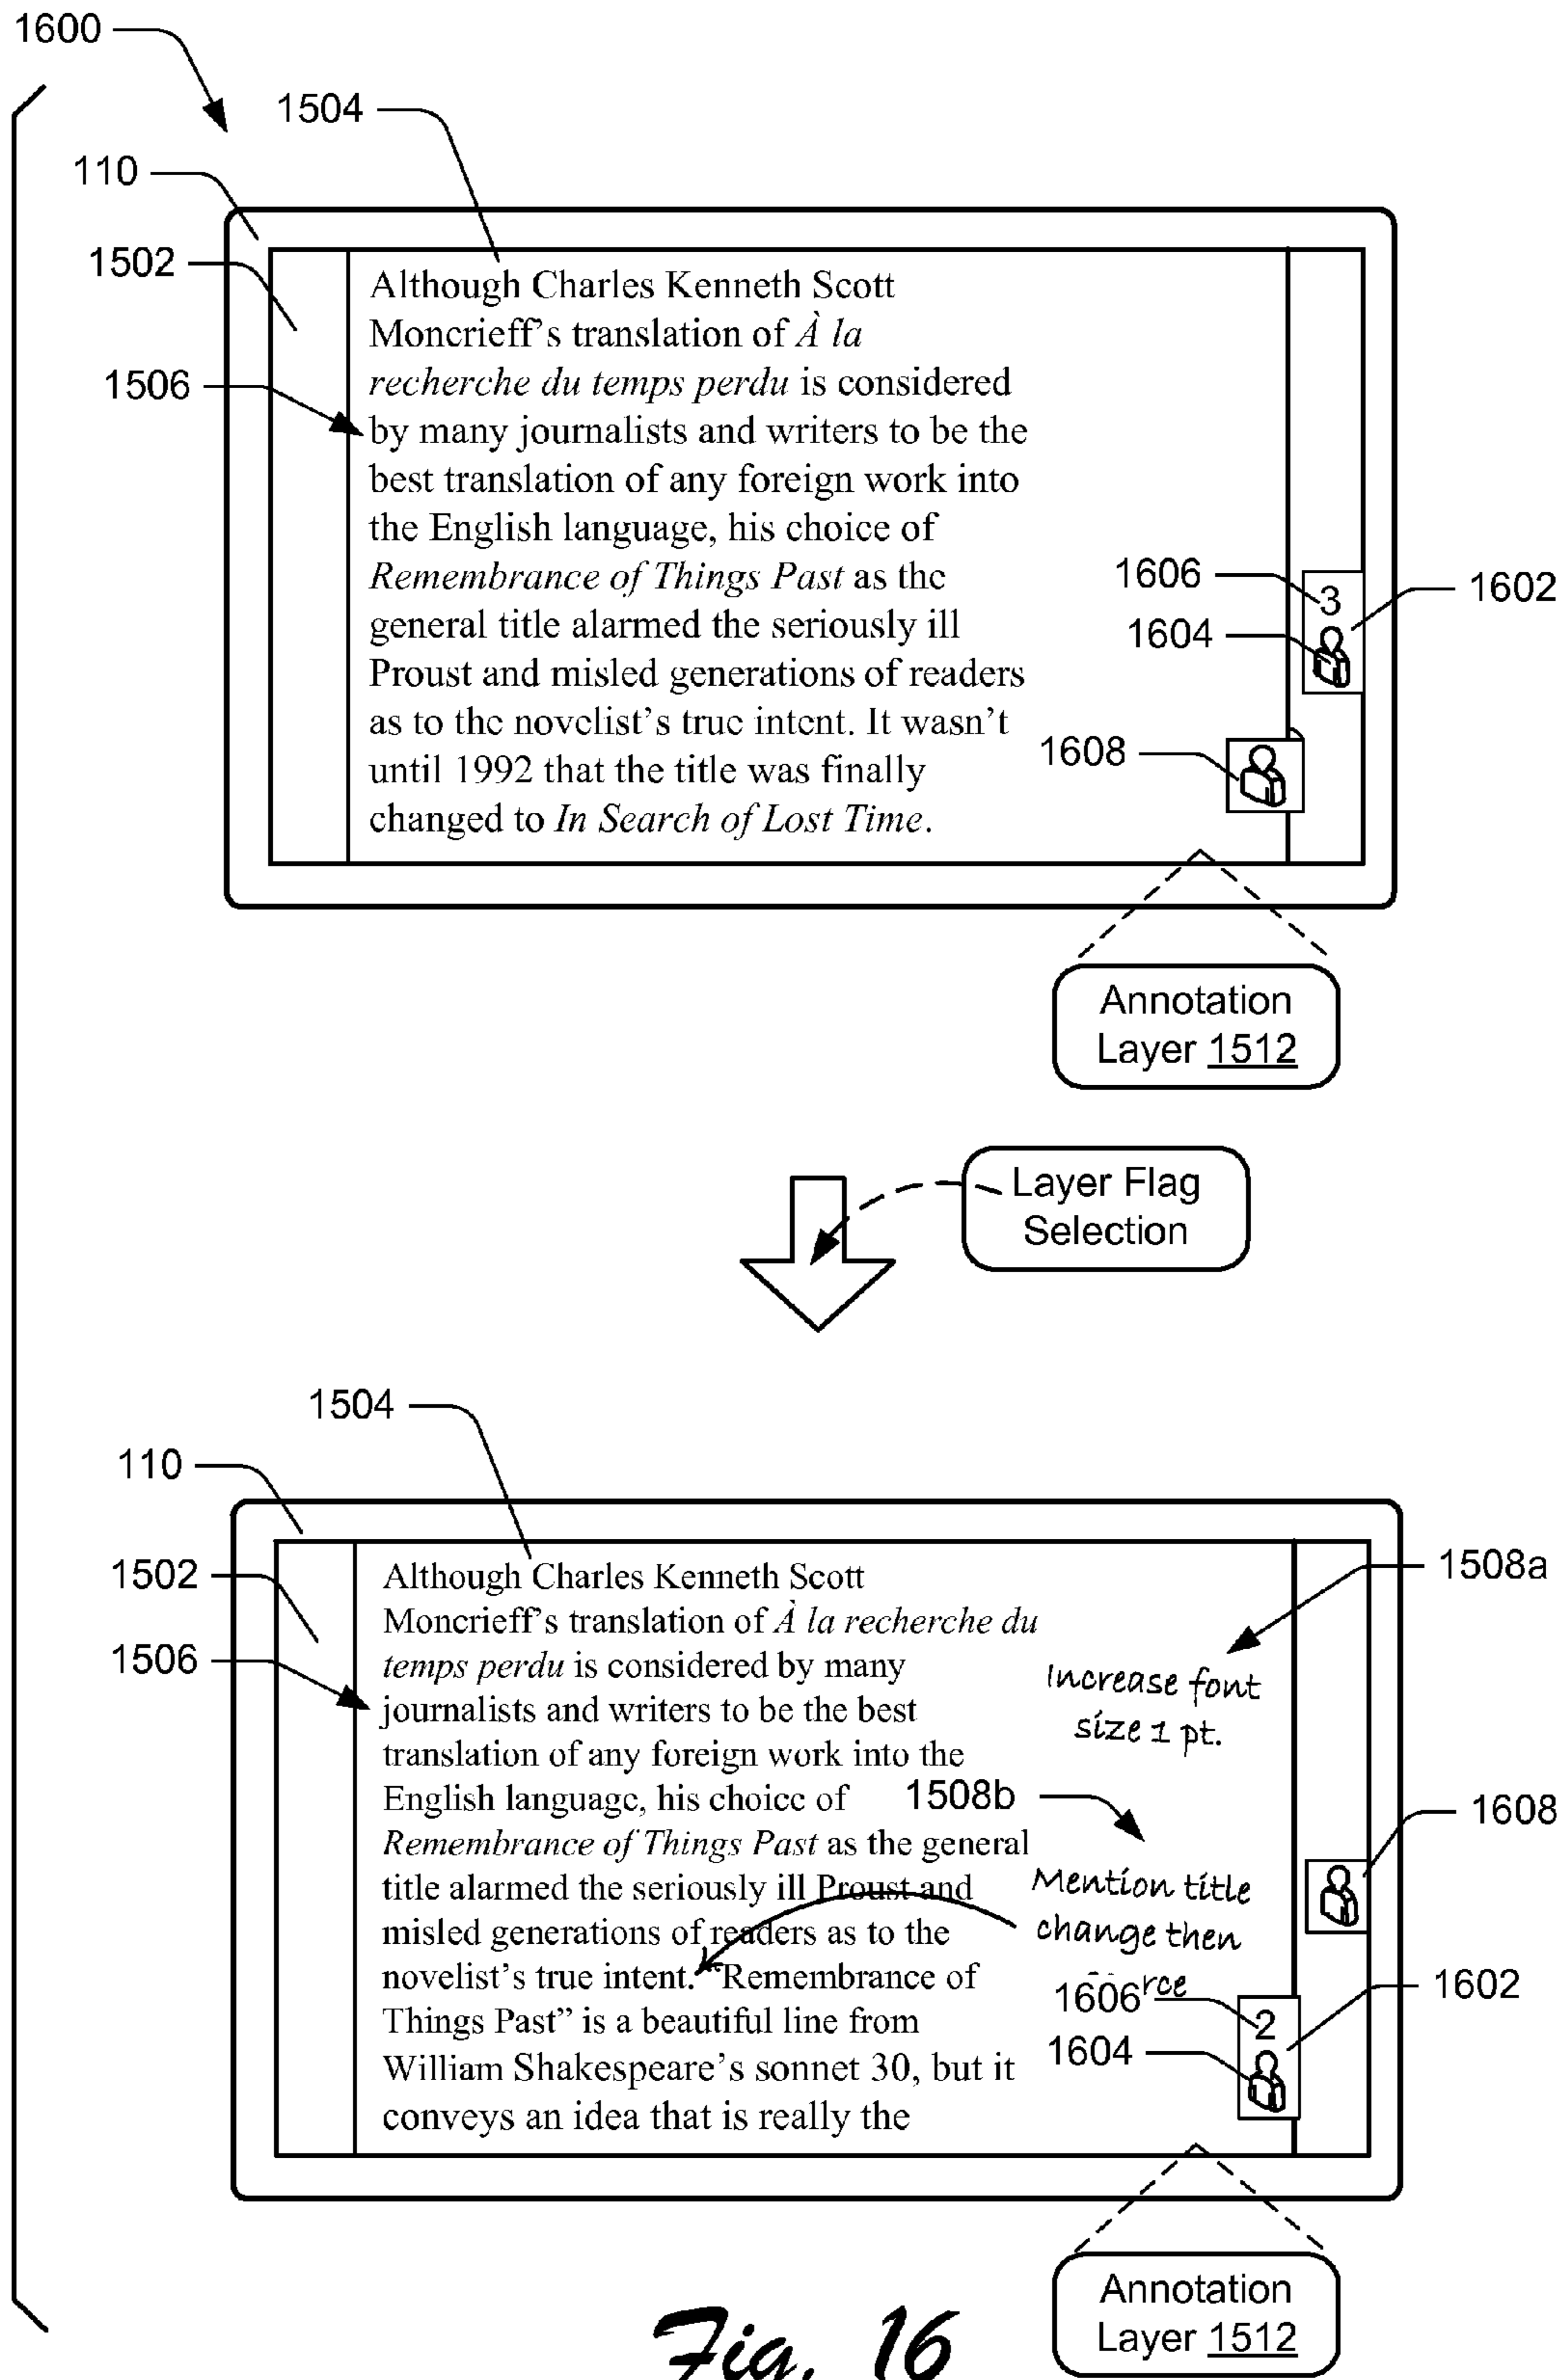 1600
1504
110
1502
Although Charles Kenneth Scott
Moncrieff’s translation of À la
recherche du temps perdu is considered
1506
by many journalists and writers to be the
best translation of any foreign work into
the English language, his choice of
Remembrance of Things Past as the
1606
3
1602
general title alarmed the seriously ill
1604
Proust and misled generations of readers
as to the novelist’s true intent. It wasn’t
1608
until 1992 that the title was finally
changed to In Search of Lost Time.
Annotation
Layer 1512
Layer Flag
Selection
1504
110
1502
Although Charles Kenneth Scott
1508a
Moncrieff’s translation of À la recherche du
1506
temps perdu is considered by many
Increase font
journalists and writers to be the best
size 1 pt.
translation of any foreign work into the
English language, his choice of
1508b
1608
Remembrance of Things Past as the general
title alarmed the seriously ill Proust and
Mention title
misled generations of readers as to the
change then
novelist’s true intent. “Remembrance of
rce
1606
1602
Things Past” is a beautiful line from
2
1604
William Shakespeare’s sonnet 30, but it
conveys an idea that is really the
Annotation
Layer 1512
Fig. 16